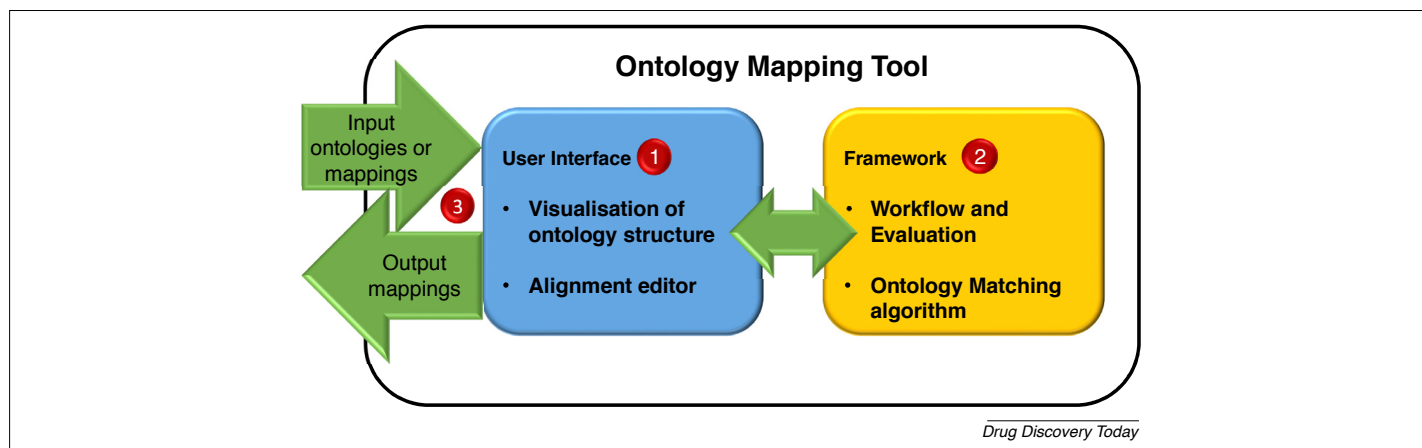 Ontology Mapping Tool
Input
ontologies or
mappings
3
Output
mappings
User Interface 1
• Visualisation of
ontology structure
• Alignment editor
Framework 2
• Workflow and
Evaluation
• Ontology Matching
algorithm
Drug Discovery Today